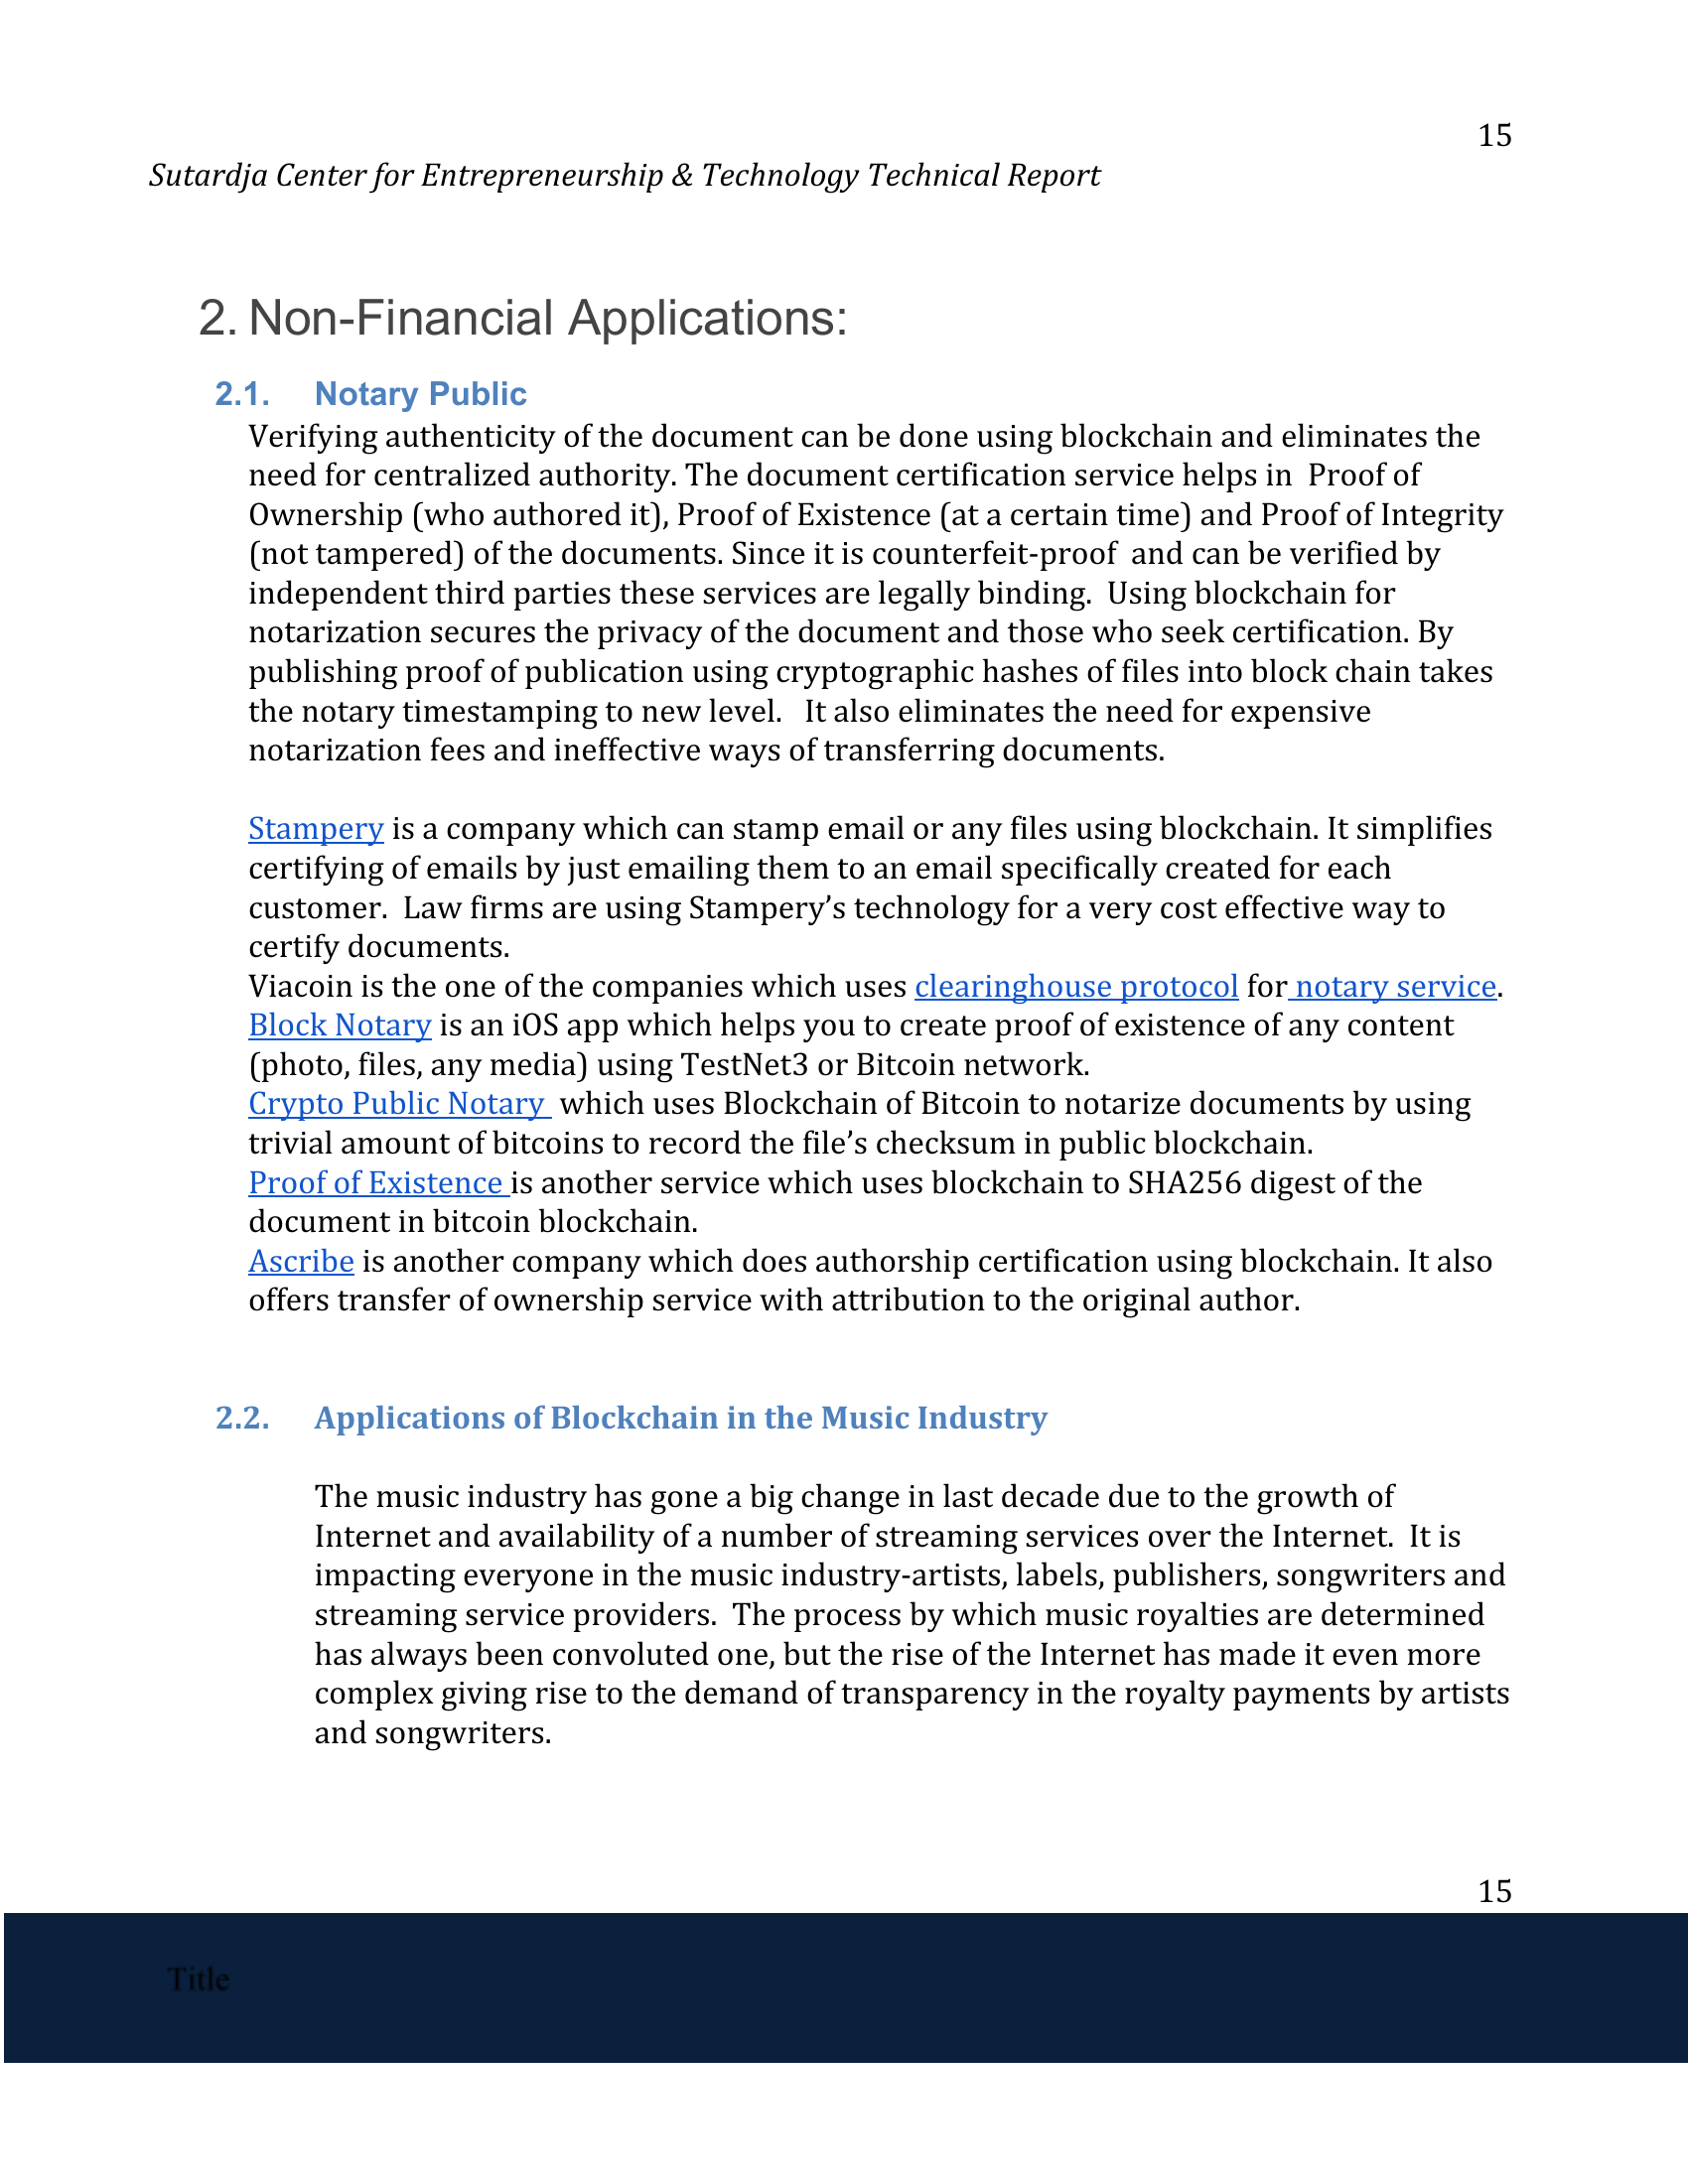 15
Sutardja Center for Entrepreneurship & Technology Technical Report
2. Non-Financial Applications:
2.1. Notary Public
Verifying authenticity of the document can be done using blockchain and eliminates the
need for centralized authority. The document certification service helps in  Proof of
Ownership (who authored it), Proof of Existence (at a certain time) and Proof of Integrity
(not tampered) of the documents. Since it is counterfeit-proof  and can be verified by
independent third parties these services are legally binding.  Using blockchain for
notarization secures the privacy of the document and those who seek certification. By
publishing proof of publication using cryptographic hashes of files into block chain takes
the notary timestamping to new level.   It also eliminates the need for expensive
notarization fees and ineffective ways of transferring documents.
Stampery is a company which can stamp email or any files using blockchain. It simplifies
certifying of emails by just emailing them to an email specifically created for each
customer.  Law firms are using Stampery’s technology for a very cost effective way to
certify documents.
Viacoin is the one of the companies which uses clearinghouse protocol for notary service.
Block Notary is an iOS app which helps you to create proof of existence of any content
(photo, files, any media) using TestNet3 or Bitcoin network.
Crypto Public Notary  which uses Blockchain of Bitcoin to notarize documents by using
trivial amount of bitcoins to record the file’s checksum in public blockchain.
Proof of Existence is another service which uses blockchain to SHA256 digest of the
document in bitcoin blockchain.
Ascribe is another company which does authorship certification using blockchain. It also
offers transfer of ownership service with attribution to the original author.
2.2. Applications of Blockchain in the Music Industry
The music industry has gone a big change in last decade due to the growth of
Internet and availability of a number of streaming services over the Internet.  It is
impacting everyone in the music industry-artists, labels, publishers, songwriters and
streaming service providers.  The process by which music royalties are determined
has always been convoluted one, but the rise of the Internet has made it even more
complex giving rise to the demand of transparency in the royalty payments by artists
and songwriters.
15
Title